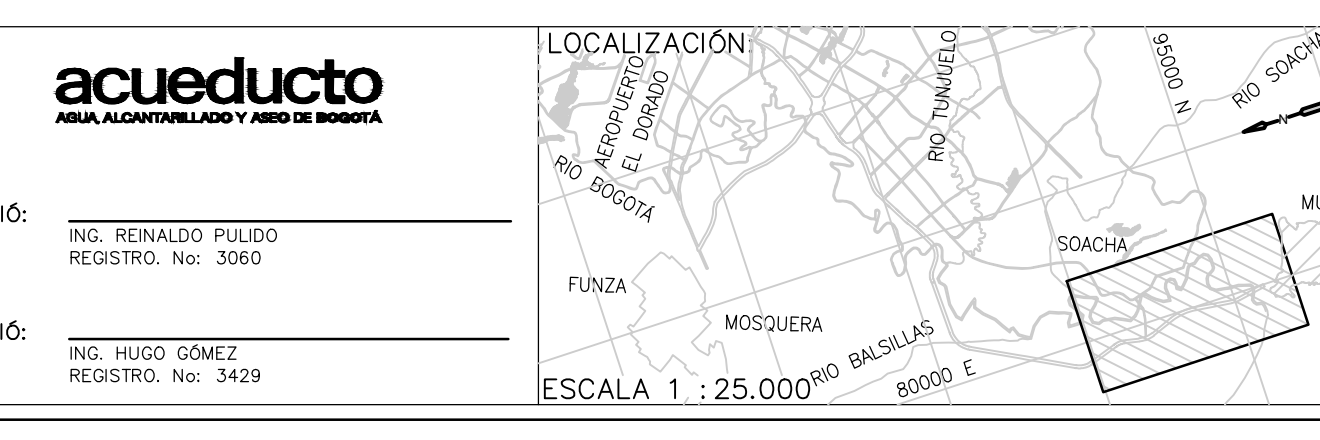 acueducto
AGUA, ALCANTARILLADO Y ASEO DE BOGOTÁ
IÓ:
ING. REINALDO PULIDO
REGISTRO. No: 3060
IÓ:
ING. HUGO GÓMEZ
REGISTRO. No: 3429
LOCALIZACIÓN:
AEROPUERTO
EL DORADO
RIO BOGOTÁ
RIO TUNJUELO
95000 N
RIO SOACHA
N
MU
SOACHA
FUNZA
MOSQUERA
RIO BALSILLAS
80000 E
ESCALA 1 : 25.000